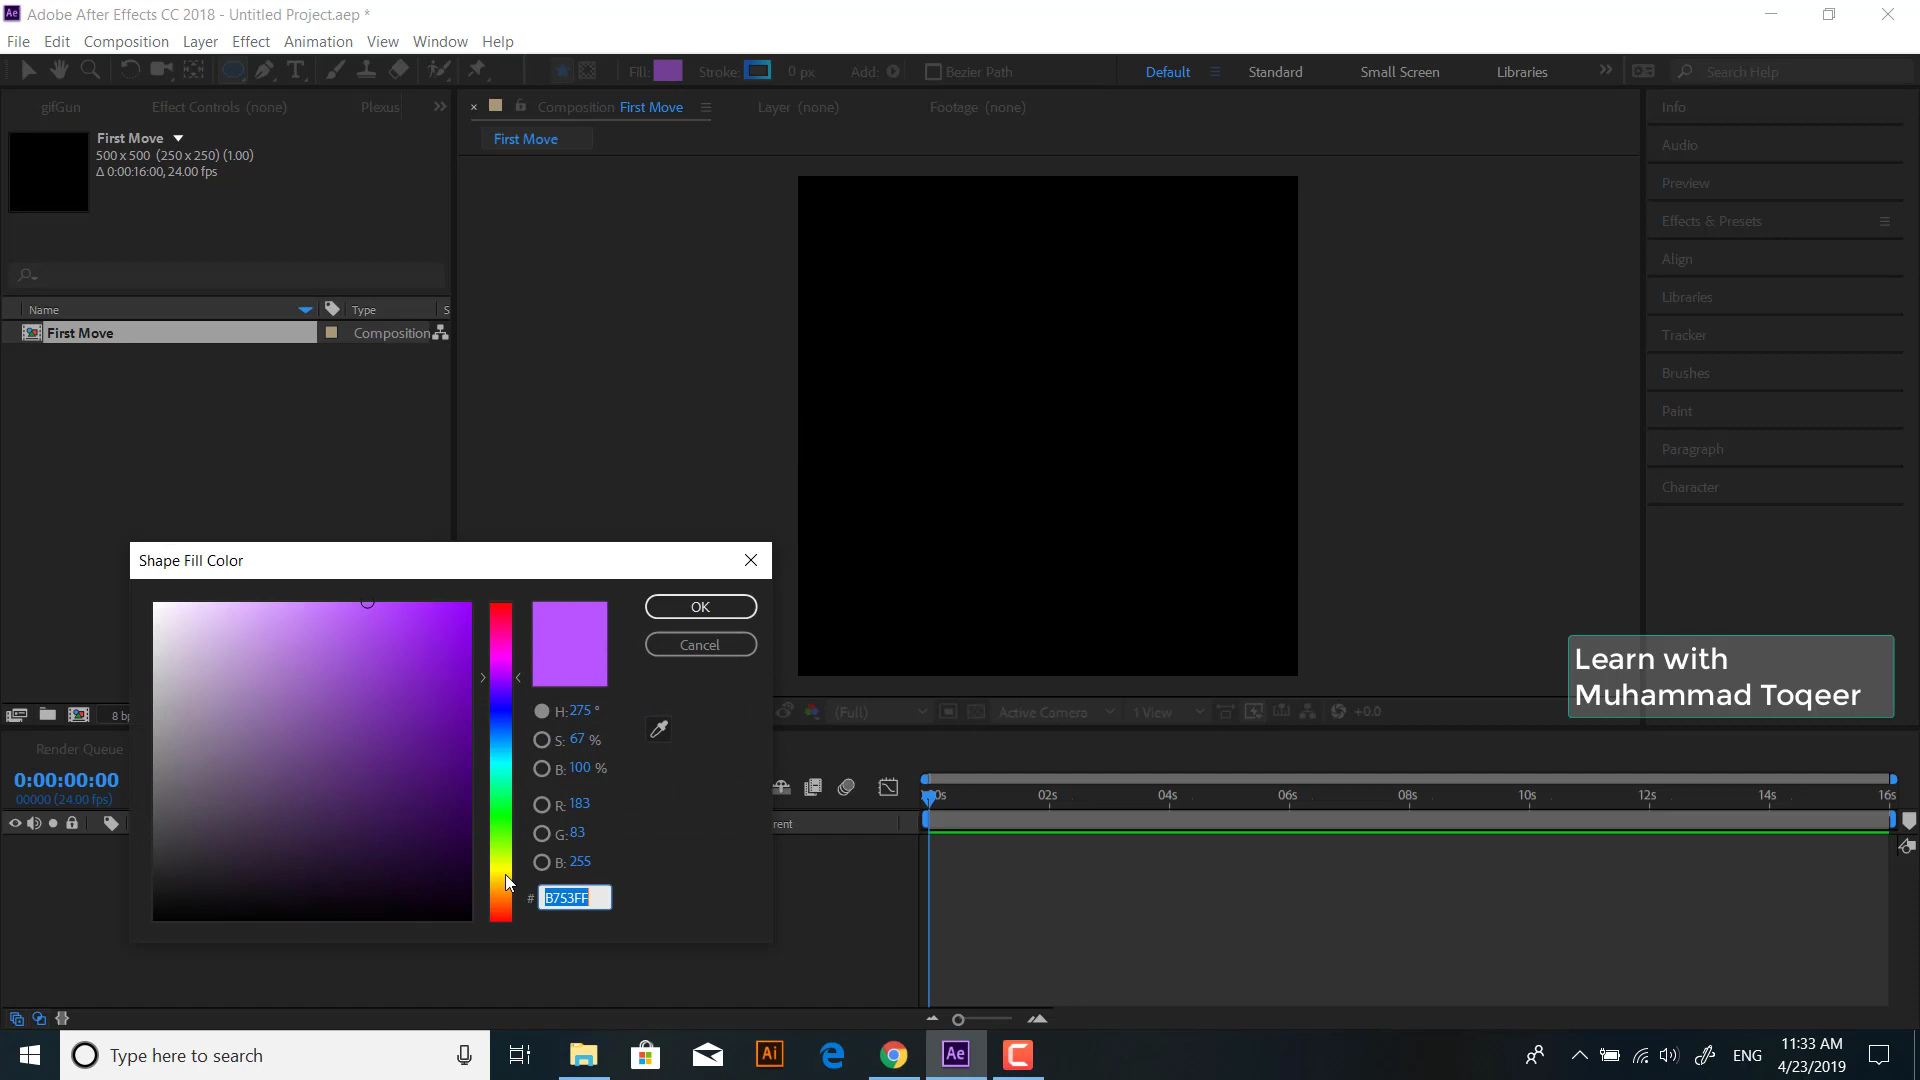 Adobe After Effects CC 2018 - Untitled Project.aep *
File Edit Composition Layer Effect Animation View Window Help
Fill: Stroke: 0 px Add: Bezier Path Default Standard Small Screen Libraries Search Help
gifGun Effect Controls (none) Plexus
Composition First Move Layer (none) Footage (none)
First Move
First Move
500 x 500 (250 x 250) (1.00)
Δ 0:00:16:00, 24.00 fps
Name Type S
First Move Composition
Info
Audio
Preview
Effects & Presets
Align
Libraries
Tracker
Brushes
Paint
Paragraph
Character
Shape Fill Color
OK
Cancel
H: 275 °
S: 67 %
B: 100 %
R: 183
G: 83
B: 255
# B753FF
Learn with
Muhammad Toqeer
8 bp
(Full) Active Camera 1 View +0.0
Render Queue
0:00:00:00
00000 (24.00 fps)
rent
0s 02s 04s 06s 08s 10s 12s 14s 16s
Type here to search
Ai
Ae
ENG
11:33 AM
4/23/2019